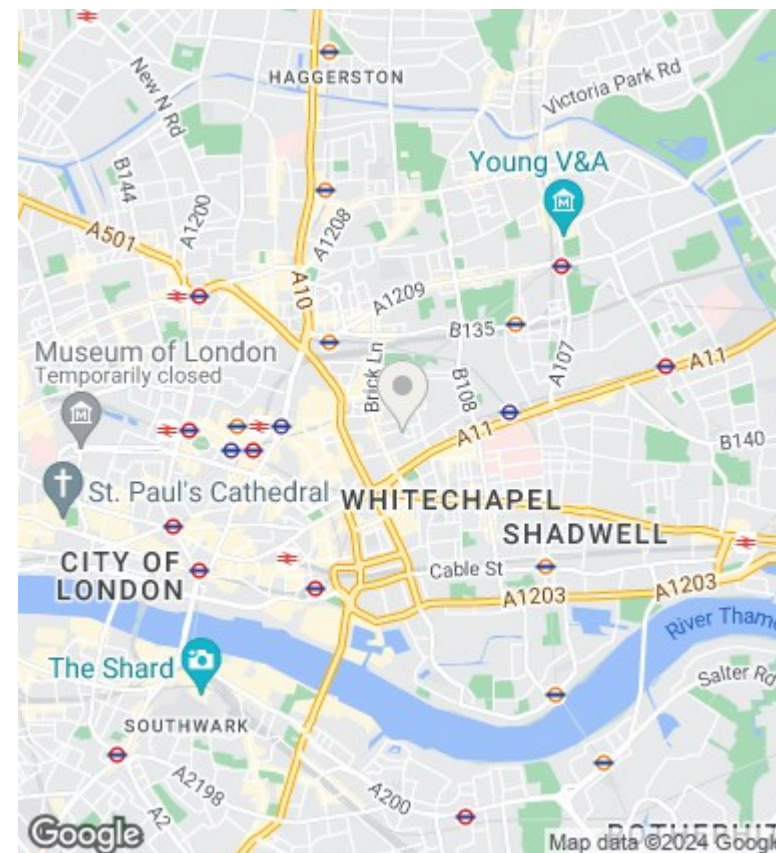 HAGGERSTON
Victoria Park Rd
New N Rd
Young V&A
B144
A1200
A1208
A501
A10
A1209
B135
Museum of London
Temporarily closed
Brick Ln
B108
A107
A11
A11
B140
St. Paul's Cathedral
WHITECHAPEL
SHADWELL
CITY OF
LONDON
Cable St
A1203
A1203
River Tham
The Shard
Salter Rd
SOUTHWARK
A2198
A200
A2
Google
Map data ©2024 Google